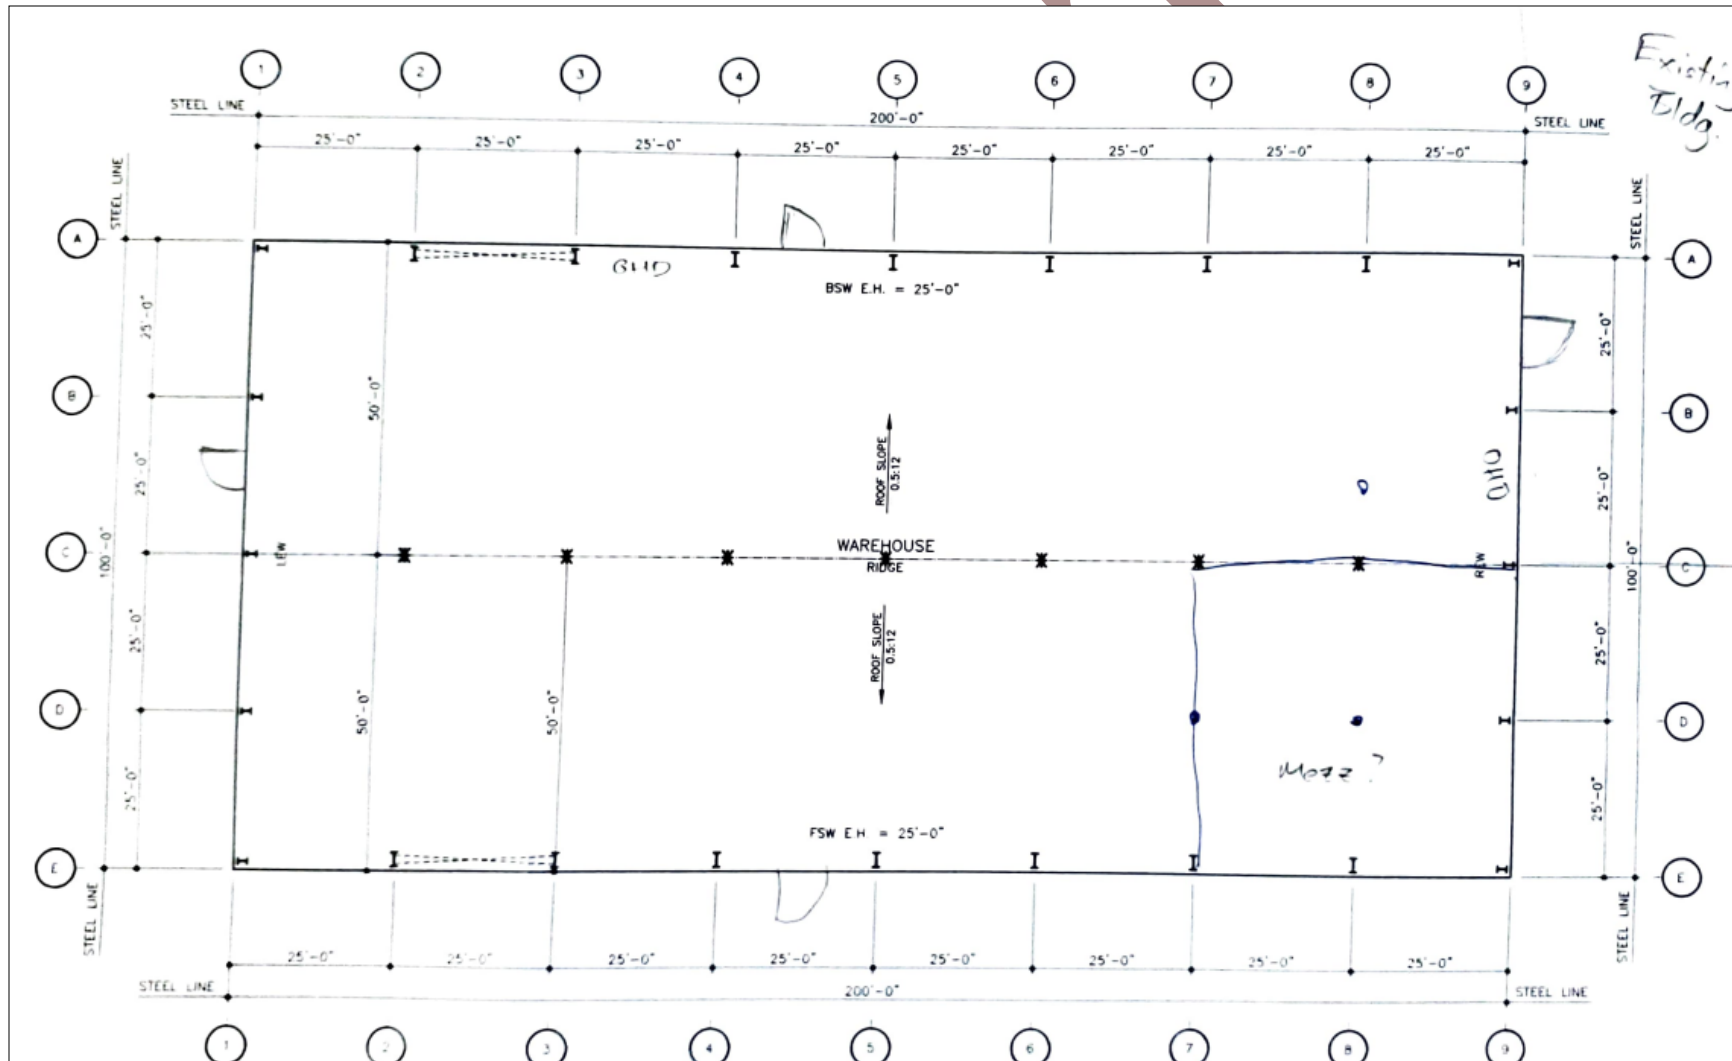 1 2 3 4 5 6 7 8 9
Existin
Bldg.
STEEL LINE
200'-0"
STEEL LINE
25'-0" 25'-0" 25'-0" 25'-0" 25'-0" 25'-0" 25'-0" 25'-0"
STEEL LINE
STEEL LINE
A
A
OHD
BSW E.H. = 25'-0"
25'-0"
25'-0"
B
50'-0"
B
ROOF SLOPE
0.5:12
25'-0"
OHD
25'-0"
WAREHOUSE
RIDGE
C
100'-0"
LEW
REW
100'-0"
C
ROOF SLOPE
0.5:12
25'-0"
50'-0"
50'-0"
25'-0"
D
D
Mezz ?
25'-0"
25'-0"
FSW E.H. = 25'-0"
E
E
STEEL LINE
STEEL LINE
25'-0" 25'-0" 25'-0" 25'-0" 25'-0" 25'-0" 25'-0" 25'-0"
STEEL LINE
200'-0"
STEEL LINE
1 2 3 4 5 6 7 8 9